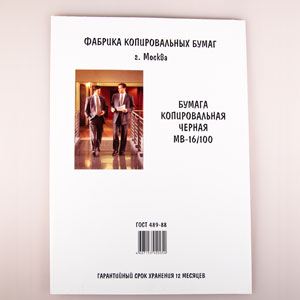 ФАБРИКА КОПИРОВАЛЬНЫХ БУМАГ
г. Москва
БУМАГА
КОПИРОВАЛЬНАЯ
ЧЕРНАЯ
МВ-16/100
ГОСТ 489-88
ГАРАНТИЙНЫЙ СРОК ХРАНЕНИЯ 12 МЕСЯЦЕВ